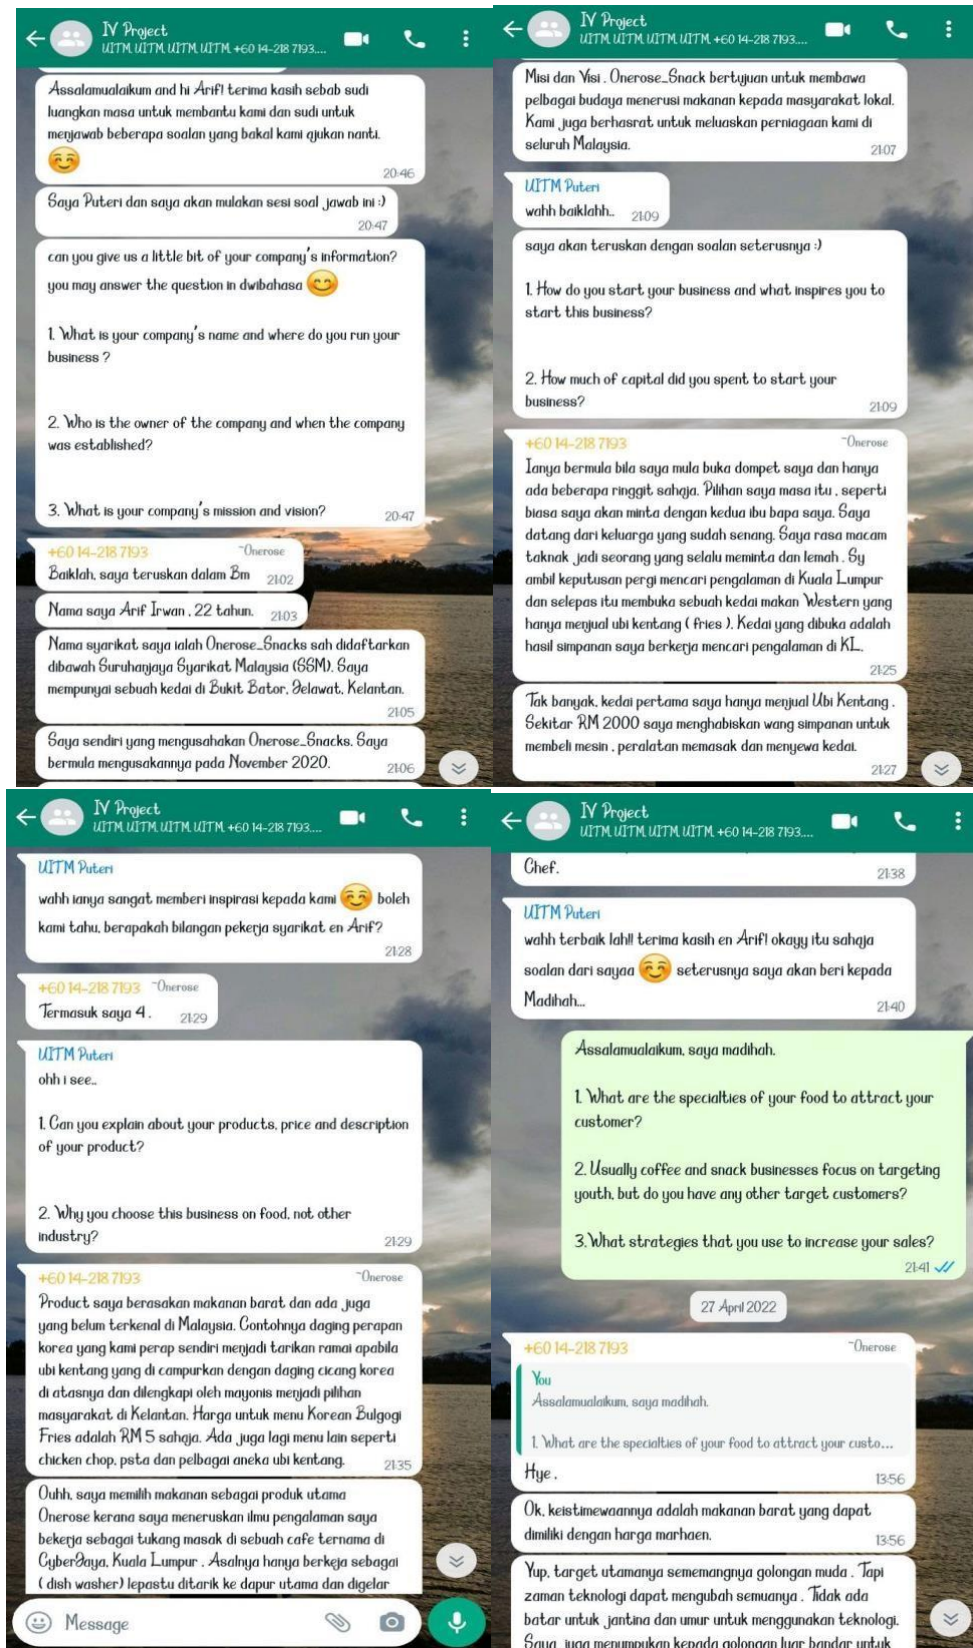 IV Project
UITM, UITM, UITM, UITM, +60 14-218 7193,...
Assalamualaikum and hi Arif! terima kasih sebab sudi
luangkan masa untuk membantu kami dan sudi untuk
menjawab beberapa soalan yang bakal kami ajukan nanti.
20:46
Saya Puteri dan saya akan mulakan sesi soal jawab ini :)
20:47
can you give us a little bit of your company's information?
you may answer the question in dwibahasa
1. What is your company's name and where do you run your
business ?
2. Who is the owner of the company and when the company
was established?
3. What is your company's mission and vision?
20:47
+60 14-218 7193
~Onerose
Baiklah, saya teruskan dalam Bm
21:02
Nama saya Arif Irwan , 22 tahun.
21:03
Nama syarikat saya ialah Onerose_Snacks sah didaftarkan
dibawah Suruhanjaya Syarikat Malaysia (SSM). Saya
mempunyai sebuah kedai di Bukit Bator, Jelawat, Kelantan.
21:05
Saya sendiri yang mengusahakan Onerose_Snacks. Saya
bermula mengusakannya pada November 2020.
21:06
IV Project
UITM, UITM, UITM, UITM, +60 14-218 7193,...
Misi dan Visi , Onerose_Snack bertujuan untuk membawa
pelbagai budaya menerusi makanan kepada masyarakat lokal.
Kami juga berhasrat untuk meluaskan perniagaan kami di
seluruh Malaysia.
21:07
UITM Puteri
wahh baiklahh..
21:09
saya akan teruskan dengan soalan seterusnya :)
1. How do you start your business and what inspires you to
start this business?
2. How much of capital did you spent to start your
business?
21:09
+60 14-218 7193
~Onerose
Ianya bermula bila saya mula buka dompet saya dan hanya
ada beberapa ringgit sahaja. Pilihan saya masa itu , seperti
biasa saya akan minta dengan kedua ibu bapa saya. Saya
datang dari keluarga yang sudah senang. Saya rasa macam
taknak jadi seorang yang selalu meminta dan lemah . Sy
ambil keputusan pergi mencari pengalaman di Kuala Lumpur
dan selepas itu membuka sebuah kedai makan Western yang
hanya menjual ubi kentang ( fries ). Kedai yang dibuka adalah
hasil simpanan saya berkerja mencari pengalaman di KL.
21:25
Tak banyak, kedai pertama saya hanya menjual Ubi Kentang .
Sekitar RM 2000 saya menghabiskan wang simpanan untuk
membeli mesin , peralatan memasak dan menyewa kedai.
21:27
IV Project
UITM, UITM, UITM, UITM, +60 14-218 7193,...
UITM Puteri
wahh ianya sangat memberi inspirasi kepada kami boleh
kami tahu, berapakah bilangan pekerja syarikat en Arif?
21:28
+60 14-218 7193
~Onerose
Termasuk saya 4 .
21:29
UITM Puteri
ohh i see..
1. Can you explain about your products, price and description
of your product?
2. Why you choose this business on food, not other
industry?
21:29
+60 14-218 7193
~Onerose
Product saya berasakan makanan barat dan ada juga
yang belum terkenal di Malaysia. Contohnya daging perapan
korea yang kami perap sendiri menjadi tarikan ramai apabila
ubi kentang yang di campurkan dengan daging cicang korea
di atasnya dan dilengkapi oleh mayonis menjadi pilihan
masyarakat di Kelantan. Harga untuk menu Korean Bulgogi
Fries adalah RM 5 sahaja. Ada juga lagi menu lain seperti
chicken chop, psta dan pelbagai aneka ubi kentang.
21:35
Ouhh, saya memilih makanan sebagai produk utama
Onerose kerana saya meneruskan ilmu pengalaman saya
bekerja sebagai tukang masak di sebuah cafe ternama di
CyberJaya, Kuala Lumpur . Asalnya hanya berkeja sebagai
( dish washer) lepastu ditarik ke dapur utama dan digelar
Message
IV Project
UITM, UITM, UITM, UITM, +60 14-218 7193,...
Chef.
21:38
UITM Puteri
wahh terbaik lah!! terima kasih en Arif! okayy itu sahaja
soalan dari sayaa seterusnya saya akan beri kepada
Madihah...
21:40
Assalamualaikum, saya madihah.
1. What are the specialties of your food to attract your
customer?
2. Usually coffee and snack businesses focus on targeting
youth, but do you have any other target customers?
3.What strategies that you use to increase your sales?
21:41
27 April 2022
+60 14-218 7193
~Onerose
You
Assalamualaikum, saya madihah.
1. What are the specialties of your food to attract your custo...
Hye .
13:56
Ok, keistimewaannya adalah makanan barat yang dapat
dimiliki dengan harga marhaen.
13:56
Yup, target utamanya sememangnya golongan muda . Tapi
zaman teknologi dapat mengubah semuanya . Tidak ada
batar untuk jantina dan umur untuk menggunakan teknologi.
Saya juga menumpukan kepada golongan luar bandar untuk